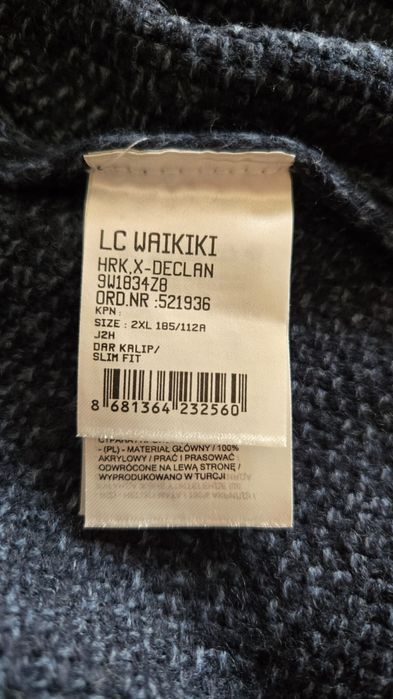 LC WAIKIKI
HRK,X-DECLAN
9W1834Z8
ORD.NR :521936
KPN :
SIZE : 2XL 185/112A
J2H
DAR KALIP/
SLIM FIT
8 681364 232560
- (PL) - MATERIAŁ GŁÓWNY / 100%
AKRYLOWY / PRAĆ I PRASOWAĆ
ODWRÓCONE NA LEWĄ STRONĘ /
WYPRODUKOWANO W TURCJI